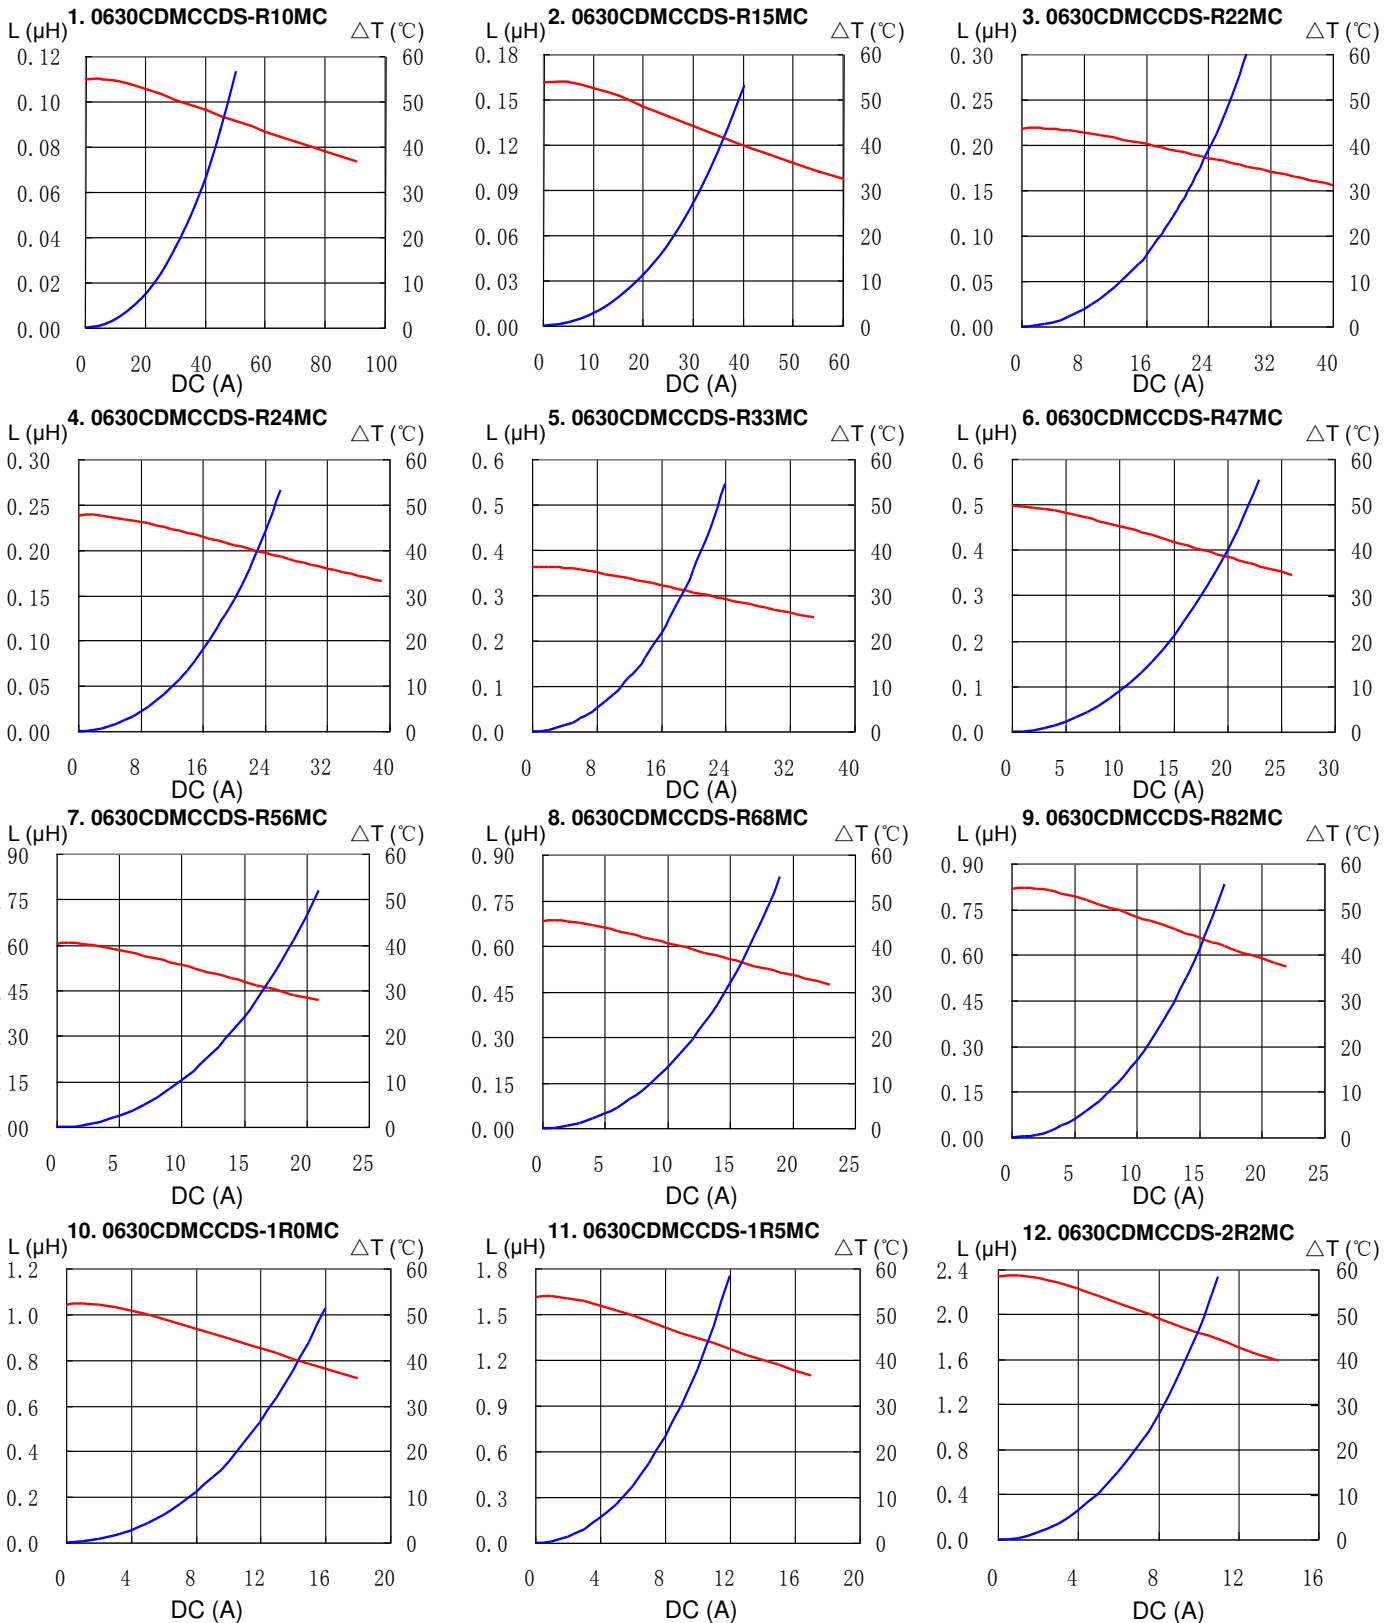 1. 0630CDMCCDS-R10MC
L (μH) △T (℃)
0.12 60
0.10 50
0.08 40
0.06 30
0.04 20
0.02 10
0.00 0
0 20 40 60 80 100
DC (A)
2. 0630CDMCCDS-R15MC
L (μH) △T (℃)
0.18 60
0.15 50
0.12 40
0.09 30
0.06 20
0.03 10
0.00 0
0 10 20 30 40 50 60
DC (A)
3. 0630CDMCCDS-R22MC
L (μH) △T (℃)
0.30 60
0.25 50
0.20 40
0.15 30
0.10 20
0.05 10
0.00 0
0 8 16 24 32 40
DC (A)
4. 0630CDMCCDS-R24MC
L (μH) △T (℃)
0.30 60
0.25 50
0.20 40
0.15 30
0.10 20
0.05 10
0.00 0
0 8 16 24 32 40
DC (A)
5. 0630CDMCCDS-R33MC
L (μH) △T (℃)
0.6 60
0.5 50
0.4 40
0.3 30
0.2 20
0.1 10
0.0 0
0 8 16 24 32 40
DC (A)
6. 0630CDMCCDS-R47MC
L (μH) △T (℃)
0.6 60
0.5 50
0.4 40
0.3 30
0.2 20
0.1 10
0.0 0
0 5 10 15 20 25 30
DC (A)
7. 0630CDMCCDS-R56MC
L (μH) △T (℃)
.90 60
.75 50
.60 40
.45 30
.30 20
.15 10
.00 0
0 5 10 15 20 25
DC (A)
8. 0630CDMCCDS-R68MC
L (μH) △T (℃)
0.90 60
0.75 50
0.60 40
0.45 30
0.30 20
0.15 10
0.00 0
0 5 10 15 20 25
DC (A)
9. 0630CDMCCDS-R82MC
L (μH) △T (℃)
0.90 60
0.75 50
0.60 40
0.45 30
0.30 20
0.15 10
0.00 0
0 5 10 15 20 25
DC (A)
10. 0630CDMCCDS-1R0MC
L (μH) △T (℃)
1.2 60
1.0 50
0.8 40
0.6 30
0.4 20
0.2 10
0.0 0
0 4 8 12 16 20
DC (A)
11. 0630CDMCCDS-1R5MC
L (μH) △T (℃)
1.8 60
1.5 50
1.2 40
0.9 30
0.6 20
0.3 10
0.0 0
0 4 8 12 16 20
DC (A)
12. 0630CDMCCDS-2R2MC
L (μH) △T (℃)
2.4 60
2.0 50
1.6 40
1.2 30
0.8 20
0.4 10
0.0 0
0 4 8 12 16
DC (A)